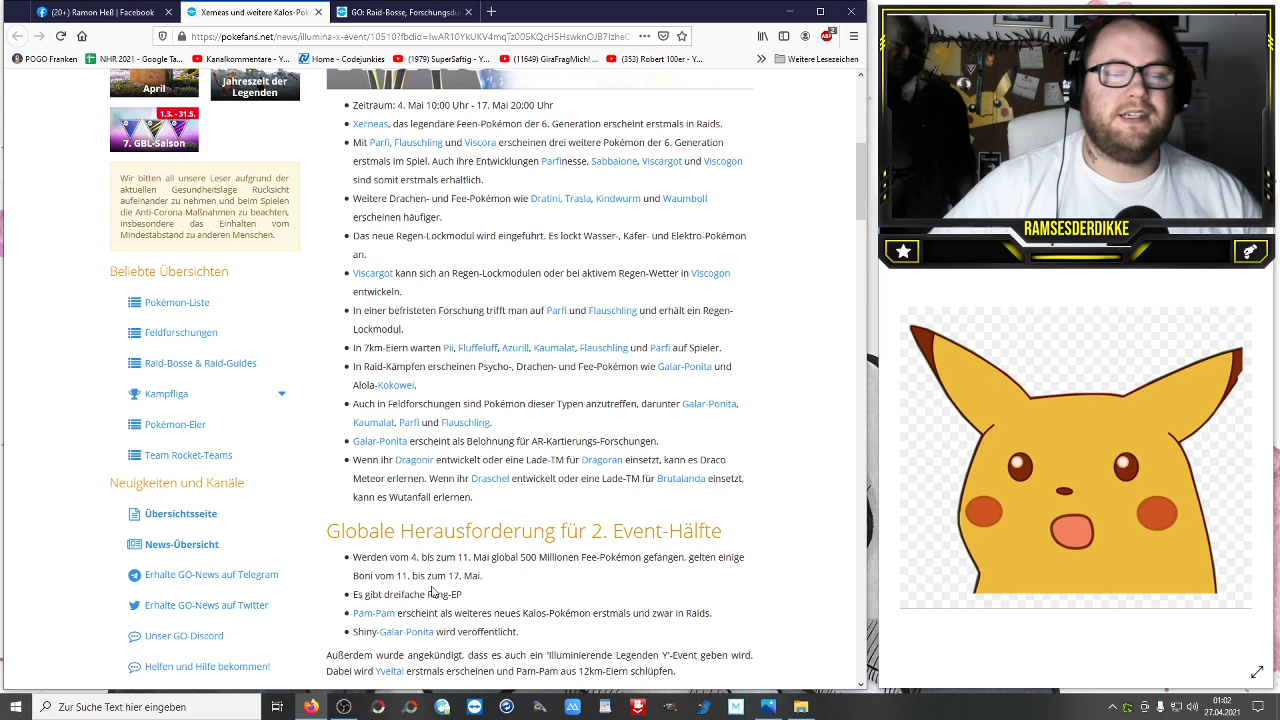 (20+) Ramon Heß | Facebook
Xerneas und weitere Kalos-Pok
GO: Raid-Bosse
https://pokefans.net/news/illumina
POGO Franken
NHR 2021 - Google Ta...
Kanalkommentare - Y...
Home - Codejunkies
(1979) SuperSaftig - (...
(11649) GiraFragMich! ...
(353) Robert 100er - ...
Weitere Lesezeichen
April
Jahreszeit der
Legenden
1.3. - 31.5.
7. GBL-Saison
Wir bitten all unsere Leser aufgrund der
aktuellen Gesundheitslage Rücksicht
aufeinander zu nehmen und beim Spielen
die Anti-Corona-Maßnahmen zu beachten,
insbesondere das Einhalten vom
Mindestabstand zu anderen Menschen.
Beliebte Übersichten
Pokémon-Liste
Feldforschungen
Raid-Bosse & Raid-Guides
Kampfliga
Pokémon-Eier
Team Rocket-Teams
Neuigkeiten und Kanäle
Übersichtsseite
News-Übersicht
Erhalte GO-News auf Telegram
Erhalte GO-News auf Twitter
Unser GO-Discord
Helfen und Hilfe bekommen!
Zeitraum: 4. Mai 10:00 Uhr - 17. Mai 20:00 Uhr
Xerneas, das legendäre Feen-Pokémon der 6. Generation erscheint erstmals in Raids.
Mit Parfi, Flauschling und Viscora erscheinen drei weitere Pokémon der 6. Generation
erstmals im Spiel. Auch ihre Entwicklungen Parfinesse, Sabbaione, Viscargot und Viscogon
sind somit erstmals erhältlich.
Weitere Drachen- und Fee-Pokémon wie Dratini, Trasla, Kindwurm und Waumboll
erscheinen häufiger.
wird eingeführt. Es lockt Wasser-, Käfer- und Elektro-Pokémon
an.
Viscargot kann sich an Regen-Lockmodulen oder bei aktivem Regen-Wetter in Viscogon
entwickeln.
In einer befristeten Forschung trifft man auf Parfi und Flauschling und erhält ein Regen-
Lockmodul.
In 7km-Eiern warten Pii, Fluffeluff, Azurill, Kaumalat, Flauschling und Parfi auf Spieler.
In Raid-Kämpfen erscheinen Psycho-, Drachen- und Fee-Pokémon wie Galar-Ponita und
Alola-Kokowei.
Auch in Feldforschungen sind Pokémon dieser Typen anzutreffen, darunter Galar-Ponita,
Kaumalat, Parfi und Flauschling.
Galar-Ponita erscheint als Belohnung für AR-Kartierungs-Forschungen.
Wenn ihr Dragonir entwickelt oder eine Lade-TM für Dragoran einsetzt, kann es Draco
Meteor erlernen. Wenn ihr Draschel entwickelt oder eine Lade-TM für Brutalanda einsetzt,
kann es Wutanfall erlernen.
Globale Herausforderung für 2. Event-Hälfte
Werden vom 4. bis zum 11. Mai global 500 Millionen Fee-Pokémon gefangen, gelten einige
Boni vom 11. bis zum 17. Mai.
Es gibt dreifache Fang-EP
Pam-Pam erscheint als weiteres neues Kalos-Pokémon erstmals und zwar in Raids.
Shiny-Galar-Ponita wird veröffentlicht.
Außerdem wurde angekündigt, dass es auch ein 'Illuminierende Legenden Y'-Event geben wird.
Dabei wird Yveltal erstmals erscheinen und Pam-Pam aus 12km-Eiern schlüpfen.
RAMSESDERDIKKE
Zur Suche Text hier eingeben
01:02
27.04.2021